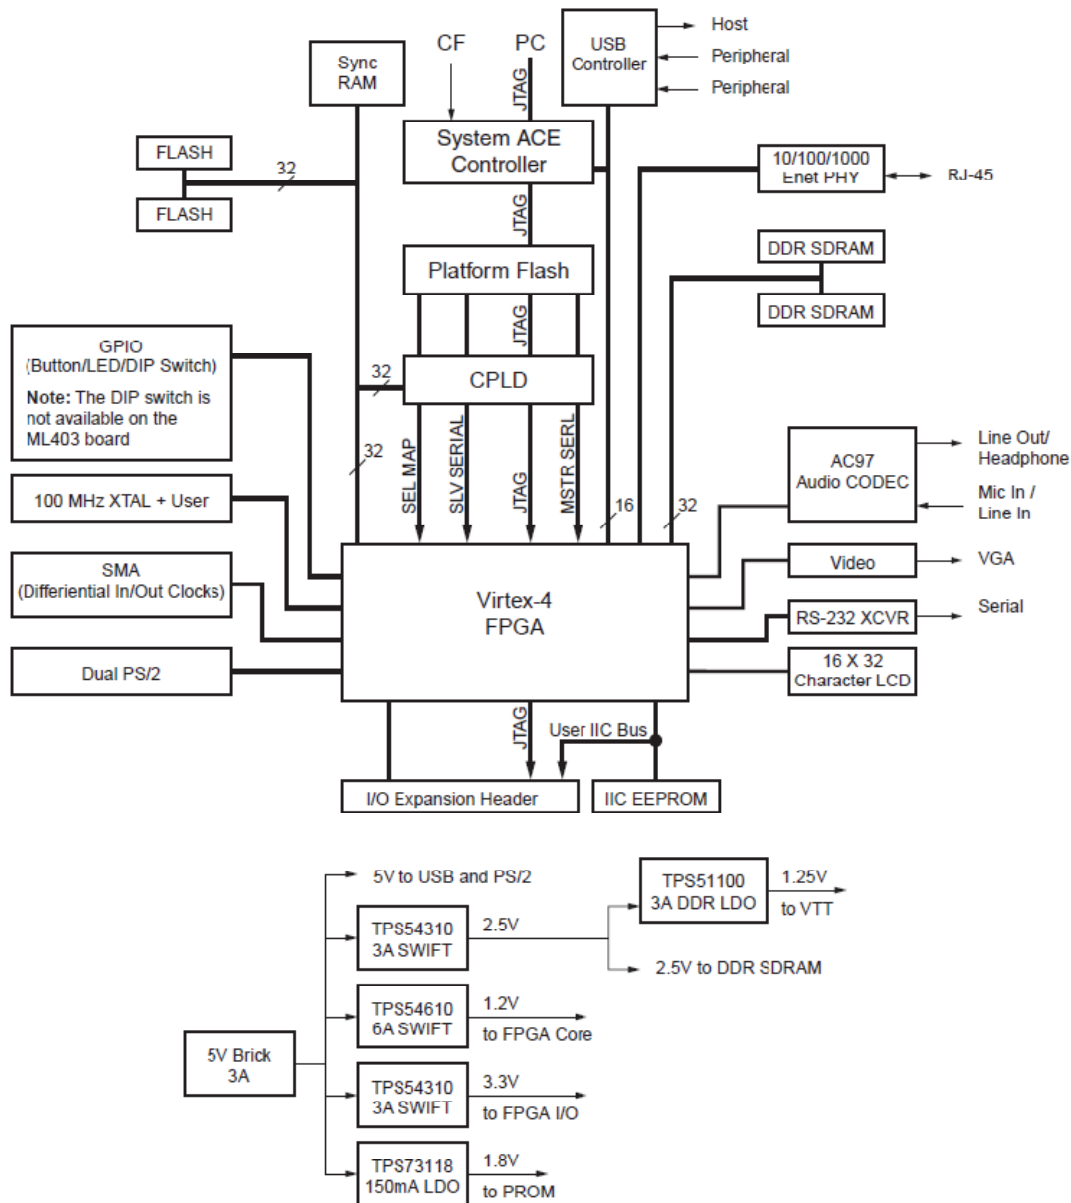 CF
PC
Sync
RAM
USB
Controller
Host
Peripheral
Peripheral
JTAG
System ACE
Controller
FLASH
32
FLASH
10/100/1000
Enet PHY
RJ-45
JTAG
Platform Flash
DDR SDRAM
DDR SDRAM
JTAG
GPIO
(Button/LED/DIP Switch)
Note: The DIP switch is
not available on the
ML403 board
32
CPLD
32
SEL MAP
SLV SERIAL
JTAG
MSTR SERL
16
32
AC97
Audio CODEC
Line Out/
Headphone
Mic In /
Line In
100 MHz XTAL + User
SMA
(Differential In/Out Clocks)
Dual PS/2
Virtex-4
FPGA
Video
VGA
RS-232 XCVR
Serial
16 X 32
Character LCD
JTAG
User IIC Bus
I/O Expansion Header
IIC EEPROM
5V to USB and PS/2
TPS54310
3A SWIFT
2.5V
TPS51100
3A DDR LDO
1.25V
to VTT
2.5V to DDR SDRAM
TPS54610
6A SWIFT
1.2V
to FPGA Core
5V Brick
3A
TPS54310
3A SWIFT
3.3V
to FPGA I/O
TPS73118
150mA LDO
1.8V
to PROM